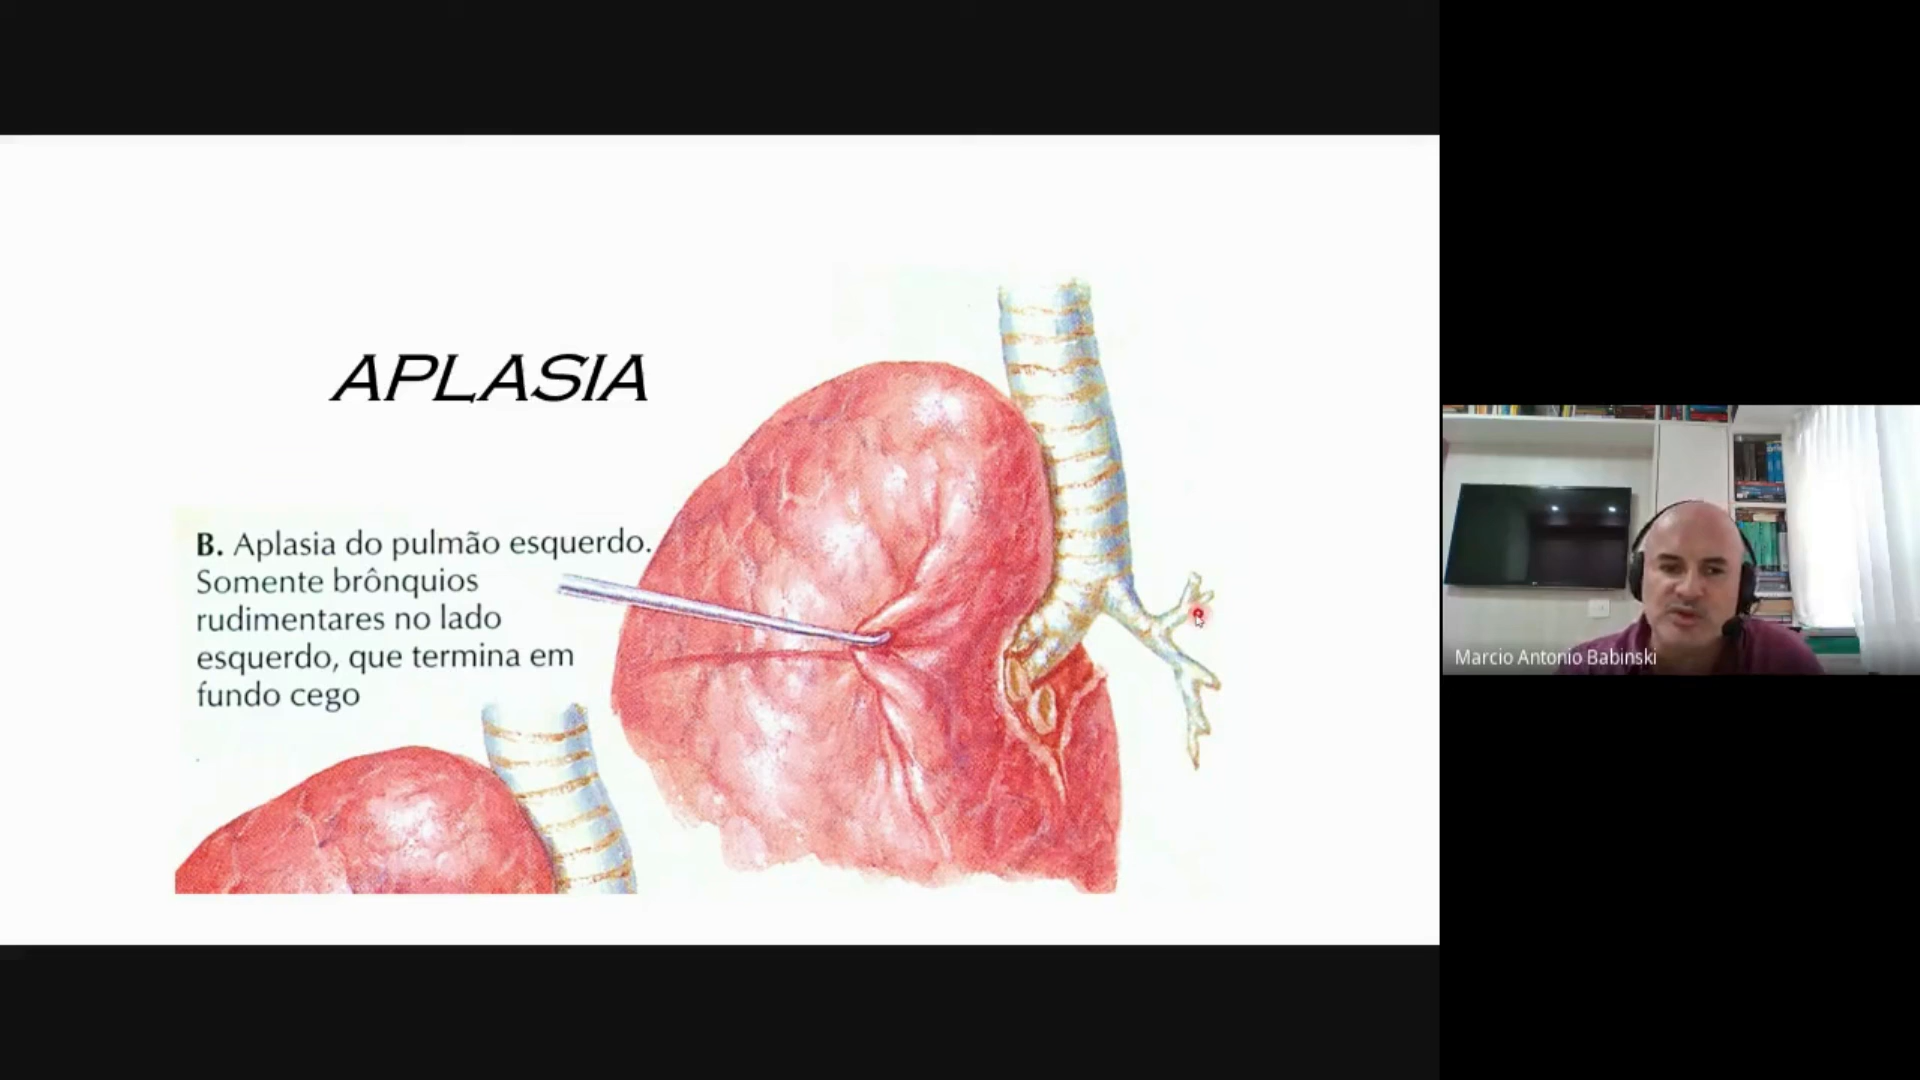 APLASIA
B. Aplasia do pulmão esquerdo.
Somente brônquios
rudimentares no lado
esquerdo, que termina em
fundo cego
Marcio Antonio Babinski